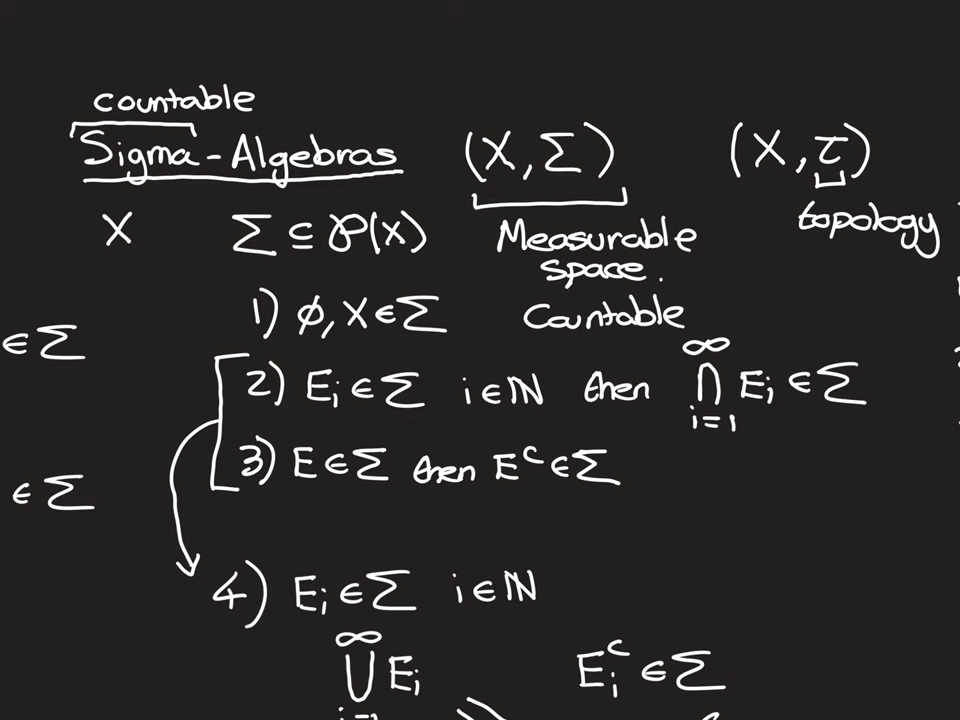 countable
Sigma-Algebras (X, Σ) (X, τ)
topology
X Σ ⊆ 𝒫(X) Measurable
space.
1) ∅, X ∈ Σ Countable
∈ Σ
2) Eᵢ ∈ Σ i ∈ ℕ then ∞ ⋂ i=1 Eᵢ ∈ Σ
3) E ∈ Σ then Eᶜ ∈ Σ
∈ Σ
4) Eᵢ ∈ Σ i ∈ ℕ
∞ ⋃ i=1 Eᵢ Eᵢᶜ ∈ Σ